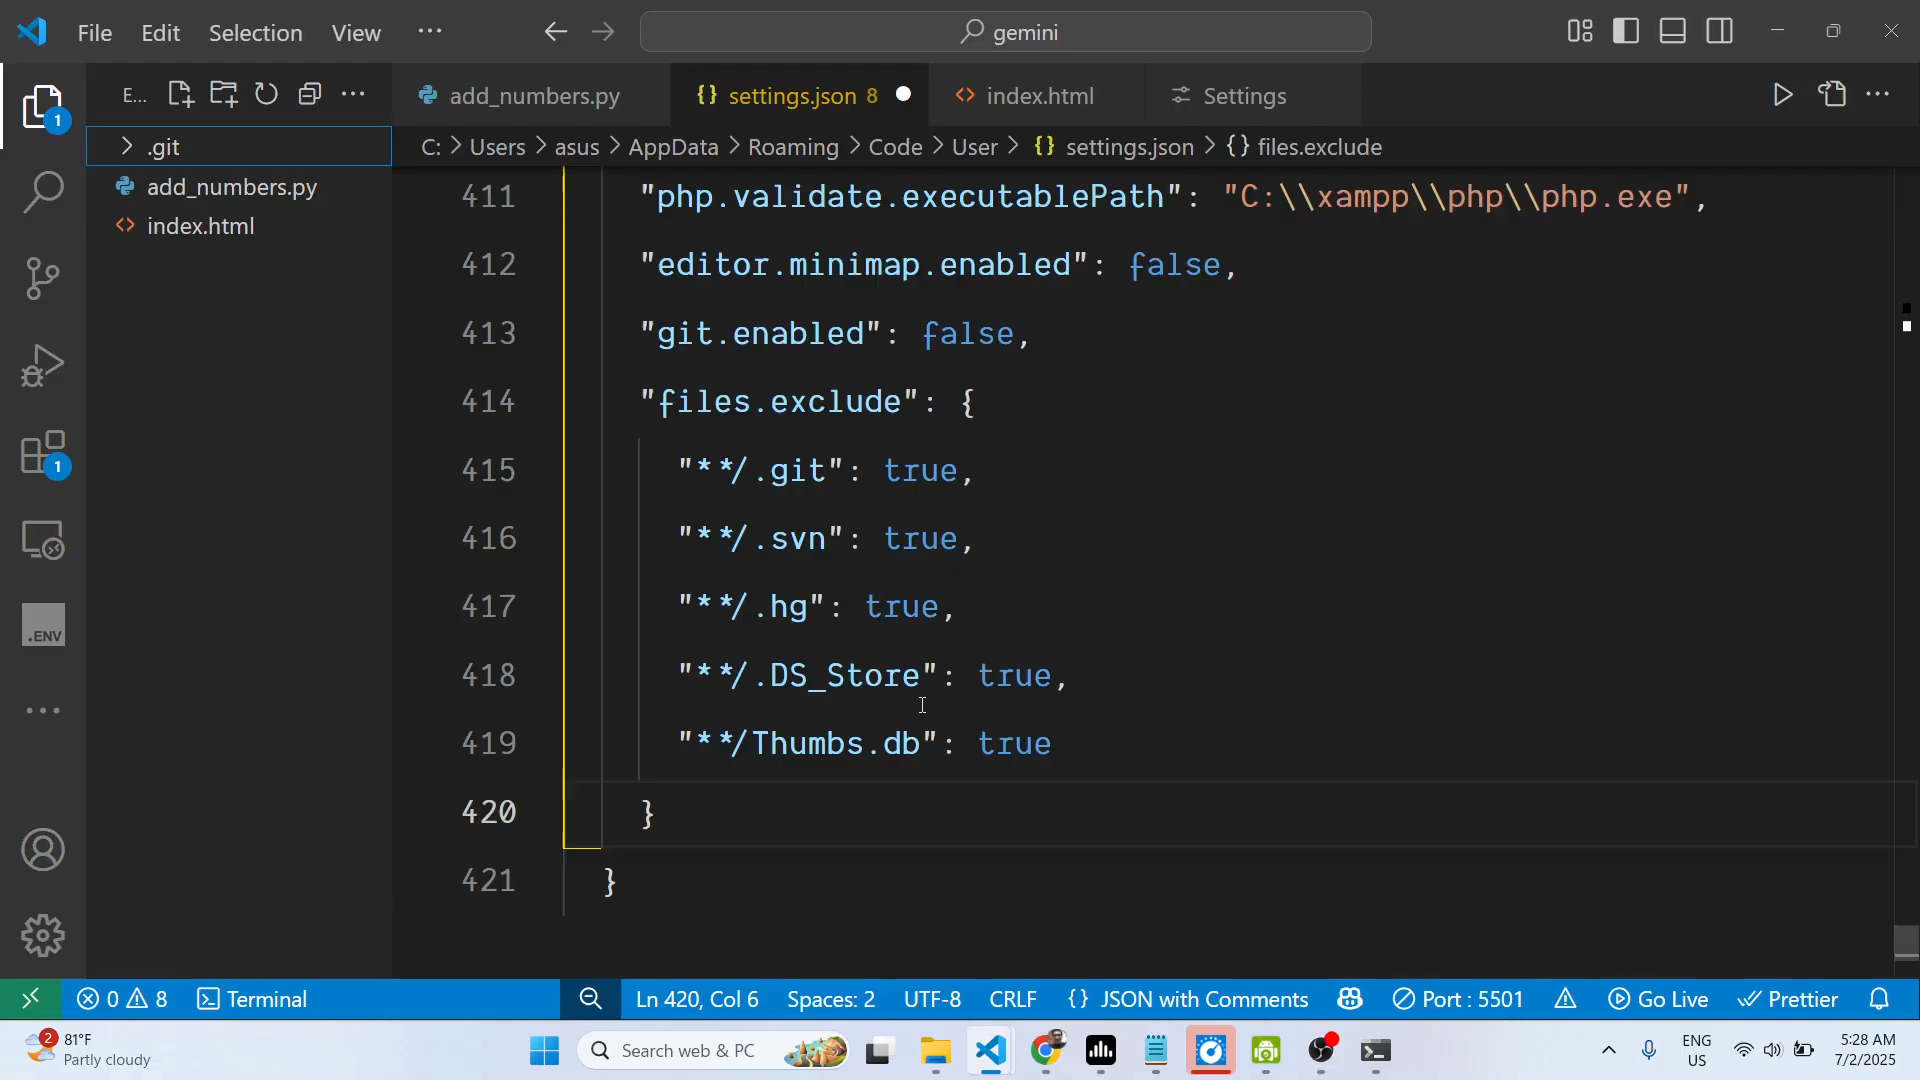 File Edit Selection View ··· gemini
E... ···
add_numbers.py
settings.json 8
index.html
Settings
C: > Users > asus > AppData > Roaming > Code > User > {} settings.json > {} files.exclude
1
.git
add_numbers.py
index.html
1
.ENV
411 "php.validate.executablePath": "C:\\xampp\\php\\php.exe",
412 "editor.minimap.enabled": false,
413 "git.enabled": false,
414 "files.exclude": {
415 "**/.git": true,
416 "**/.svn": true,
417 "**/.hg": true,
418 "**/.DS_Store": true,
419 "**/Thumbs.db": true
420 }
421 }
0 8 Terminal Ln 420, Col 6 Spaces: 2 UTF-8 CRLF {} JSON with Comments Port : 5501 Go Live Prettier
2 81°F
Partly cloudy
Search web & PC
ENG
US
5:28 AM
7/2/2025